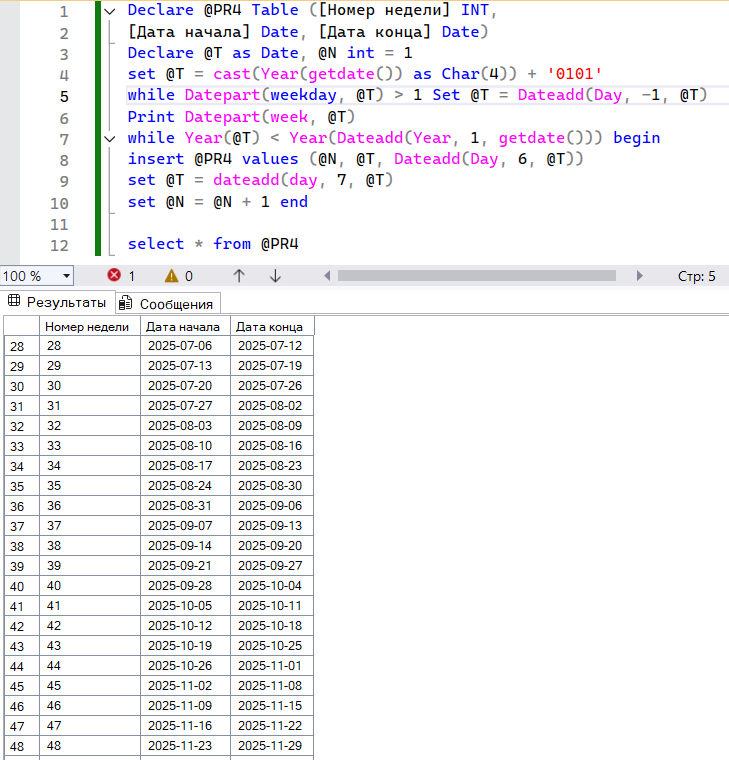 1 Declare @PR4 Table ([Номер недели] INT,
2 [Дата начала] Date, [Дата конца] Date)
3 Declare @T as Date, @N int = 1
4 set @T = cast(Year(getdate()) as Char(4)) + '0101'
5 while Datepart(weekday, @T) > 1 Set @T = Dateadd(Day, -1, @T)
6 Print Datepart(week, @T)
7 while Year(@T) < Year(Dateadd(Year, 1, getdate())) begin
8 insert @PR4 values (@N, @T, Dateadd(Day, 6, @T))
9 set @T = dateadd(day, 7, @T)
10 set @N = @N + 1 end
11
12 select * from @PR4
100 % 1 0 Стр: 5
Результаты Сообщения
Номер недели Дата начала Дата конца
28 28 2025-07-06 2025-07-12
29 29 2025-07-13 2025-07-19
30 30 2025-07-20 2025-07-26
31 31 2025-07-27 2025-08-02
32 32 2025-08-03 2025-08-09
33 33 2025-08-10 2025-08-16
34 34 2025-08-17 2025-08-23
35 35 2025-08-24 2025-08-30
36 36 2025-08-31 2025-09-06
37 37 2025-09-07 2025-09-13
38 38 2025-09-14 2025-09-20
39 39 2025-09-21 2025-09-27
40 40 2025-09-28 2025-10-04
41 41 2025-10-05 2025-10-11
42 42 2025-10-12 2025-10-18
43 43 2025-10-19 2025-10-25
44 44 2025-10-26 2025-11-01
45 45 2025-11-02 2025-11-08
46 46 2025-11-09 2025-11-15
47 47 2025-11-16 2025-11-22
48 48 2025-11-23 2025-11-29